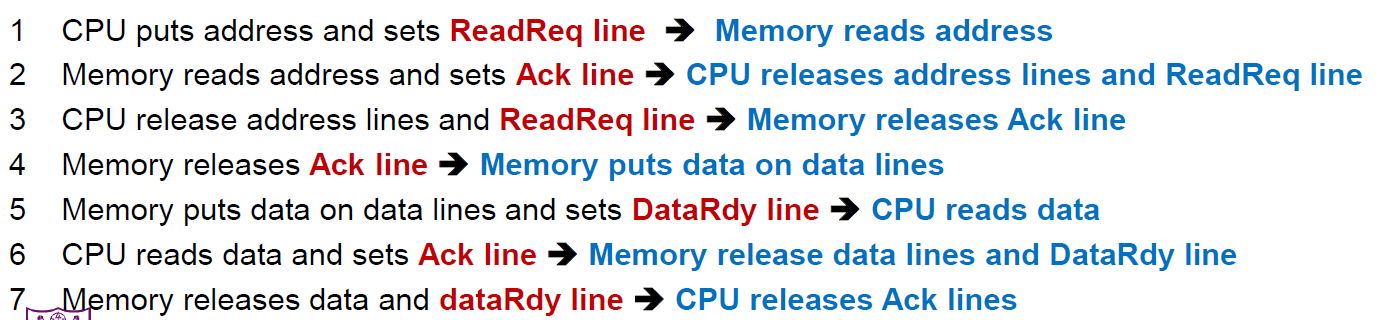 1 CPU puts address and sets ReadReq line ➔ Memory reads address
2 Memory reads address and sets Ack line ➔ CPU releases address lines and ReadReq line
3 CPU release address lines and ReadReq line ➔ Memory releases Ack line
4 Memory releases Ack line ➔ Memory puts data on data lines
5 Memory puts data on data lines and sets DataRdy line ➔ CPU reads data
6 CPU reads data and sets Ack line ➔ Memory release data lines and DataRdy line
7 Memory releases data and dataRdy line ➔ CPU releases Ack lines